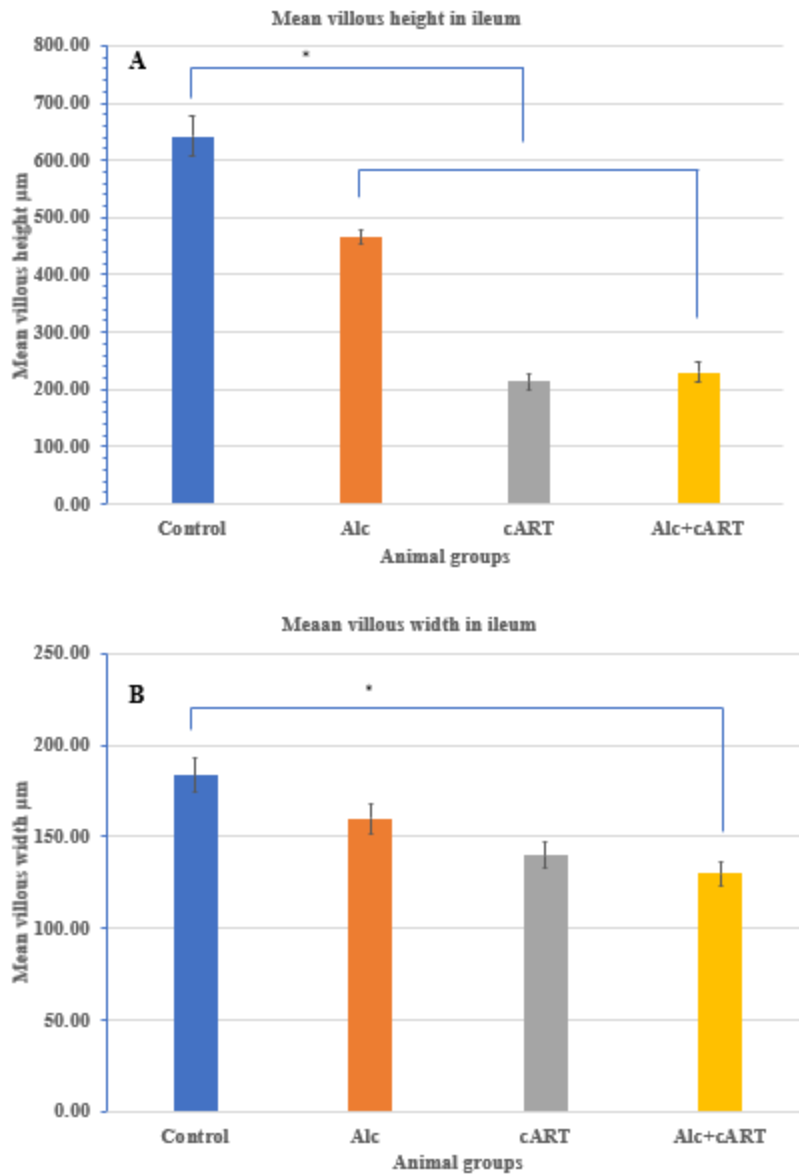 Mean villous height in ileum
A
*
Mean villous height µm
800.00
700.00
600.00
500.00
400.00
300.00
200.00
100.00
0.00
Control Alc cART Alc+cART
Animal groups
Meaan villous width in ileum
B
*
Mean villous width µm
250.00
200.00
150.00
100.00
50.00
0.00
Control Alc cART Alc+cART
Animal groups